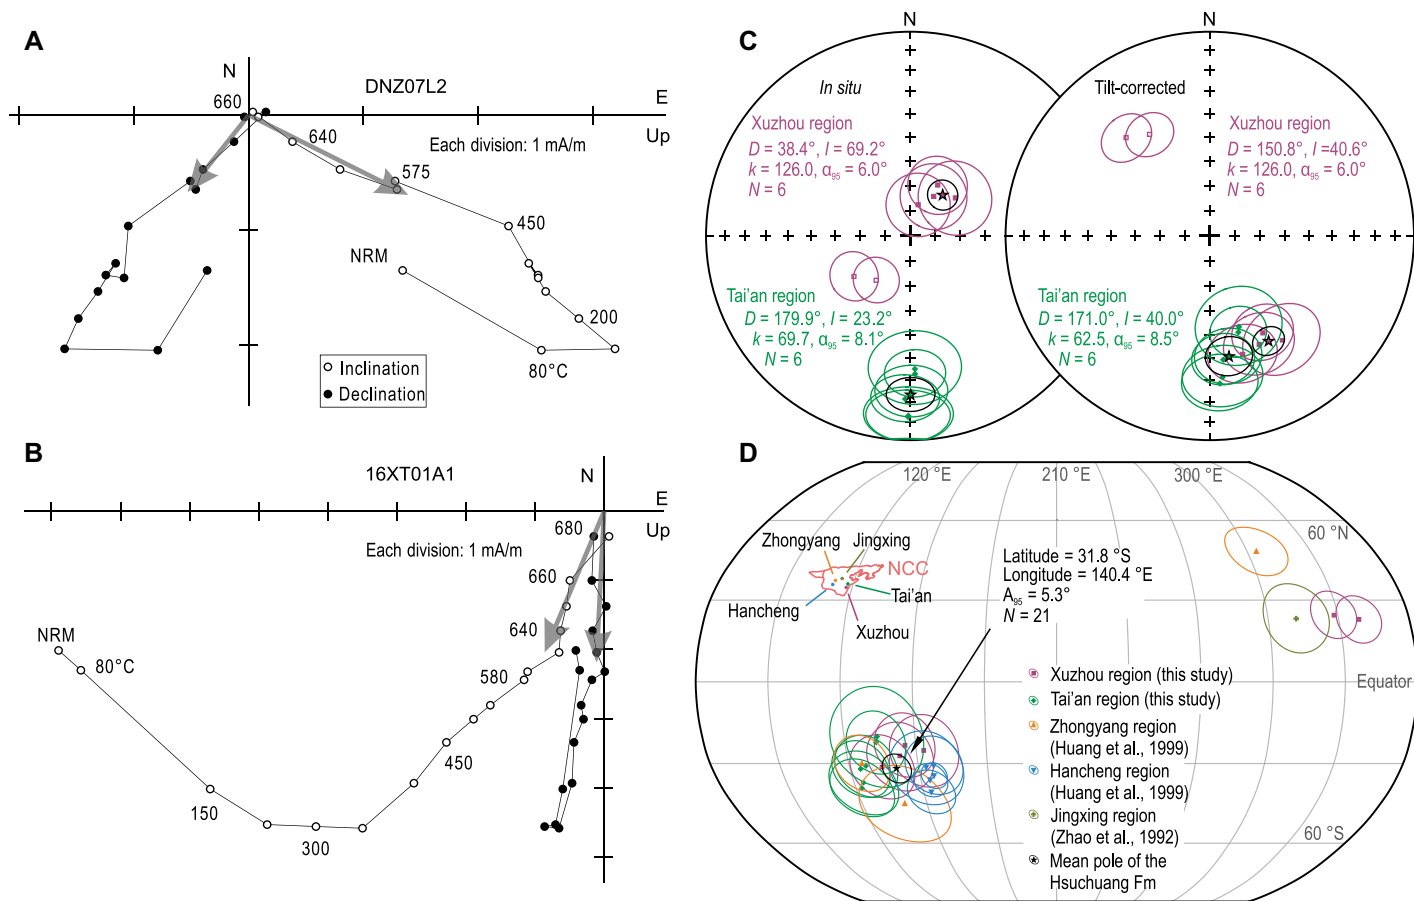 A
N
DNZ07L2
660
E
Up
640
Each division: 1 mA/m
575
450
NRM
200
80°C
Inclination
Declination
B
16XT01A1
N
E
Up
680
Each division: 1 mA/m
660
640
NRM
80°C
580
450
150
300
C
N
In situ
Xuzhou region
D = 38.4°, I = 69.2°
k = 126.0, α95 = 6.0°
N = 6
Tai'an region
D = 179.9°, I = 23.2°
k = 69.7, α95 = 8.1°
N = 6
N
Tilt-corrected
Xuzhou region
D = 150.8°, I =40.6°
k = 126.0, α95 = 6.0°
N = 6
Tai'an region
D = 171.0°, I = 40.0°
k = 62.5, α95 = 8.5°
N = 6
D
120 °E
210 °E
300 °E
60 °N
Zhongyang
Jingxing
NCC
Hancheng
Tai'an
Xuzhou
Latitude = 31.8 °S
Longitude = 140.4 °E
A95 = 5.3°
N = 21
Equator
60 °S
Xuzhou region (this study)
Tai'an region (this study)
Zhongyang region
(Huang et al., 1999)
Hancheng region
(Huang et al., 1999)
Jingxing region
(Zhao et al., 1992)
Mean pole of the
Hsuchuang Fm